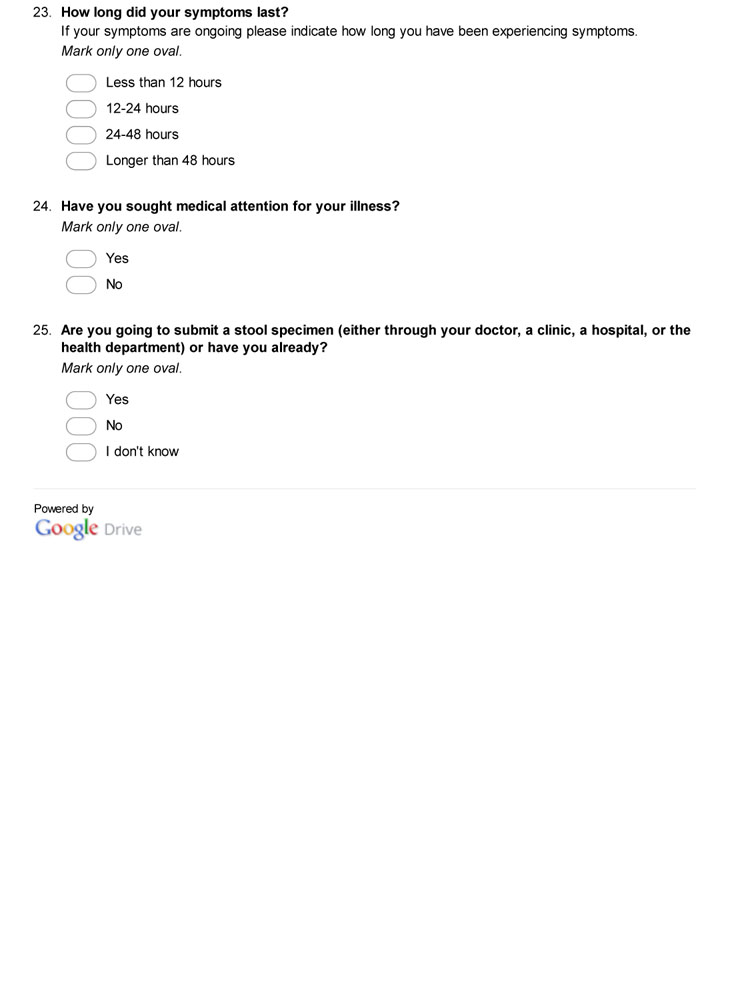 23. How long did your symptoms last?
If your symptoms are ongoing please indicate how long you have been experiencing symptoms.
Mark only one oval.
Less than 12 hours
12-24 hours
24-48 hours
Longer than 48 hours
24. Have you sought medical attention for your illness?
Mark only one oval.
Yes
No
25. Are you going to submit a stool specimen (either through your doctor, a clinic, a hospital, or the
health department) or have you already?
Mark only one oval.
Yes
No
I don't know
Powered by
Google Drive